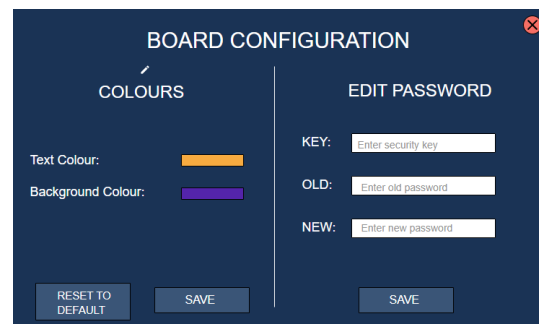 BOARD CONFIGURATION
COLOURS
Text Colour:
Background Colour:
RESET TO
DEFAULT
SAVE
EDIT PASSWORD
KEY: Enter security key
OLD: Enter old password
NEW: Enter new password
SAVE